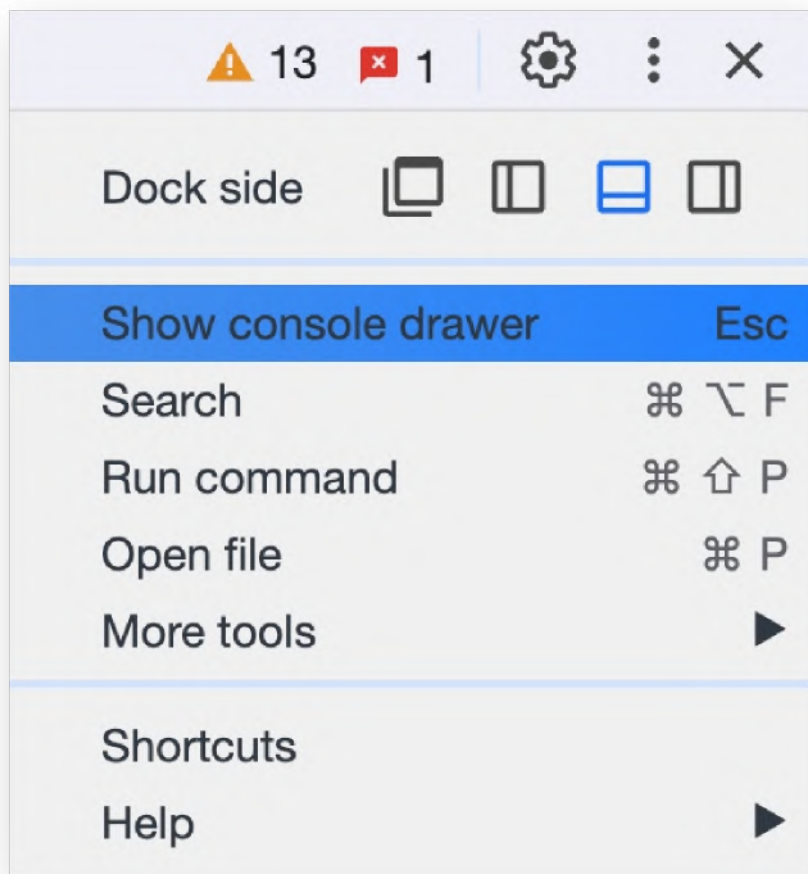 13 1
Dock side
Show console drawer Esc
Search ⌘ ⌥ F
Run command ⌘ ⇧ P
Open file ⌘ P
More tools ▶
Shortcuts
Help ▶